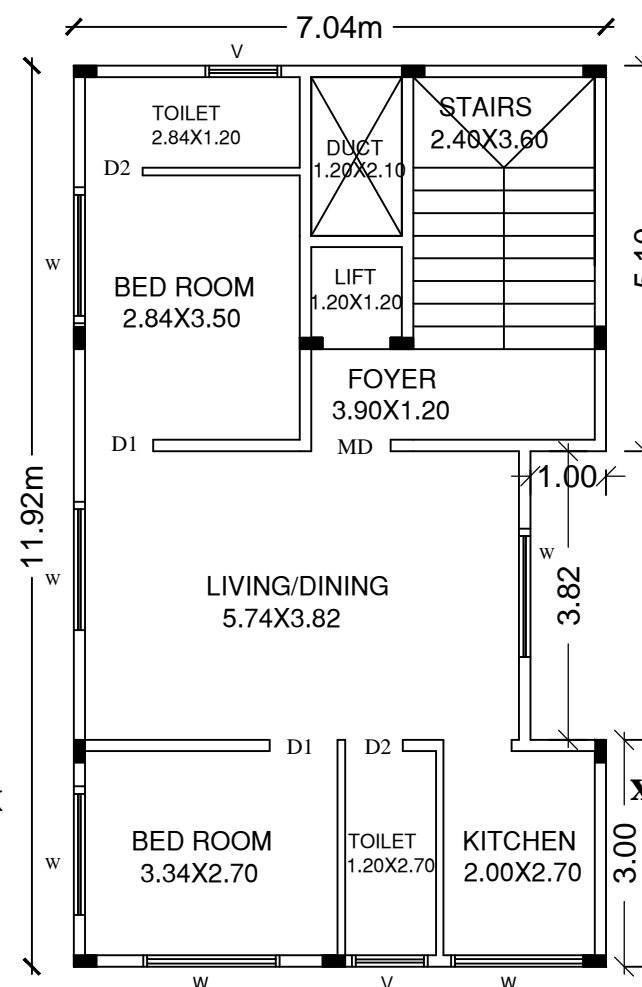 7.04m
V
TOILET
2.84X1.20
STAIRS
2.40X3.60
DUCT
1.20X2.10
D2
W
BED ROOM
2.84X3.50
LIFT
1.20X1.20
FOYER
3.90X1.20
D1
MD
1.00
11.92m
W
LIVING/DINING
5.74X3.82
W
3.82
D1
D2
BED ROOM
3.34X2.70
TOILET
1.20X2.70
KITCHEN
2.00X2.70
3.00
X
W
W
V
W